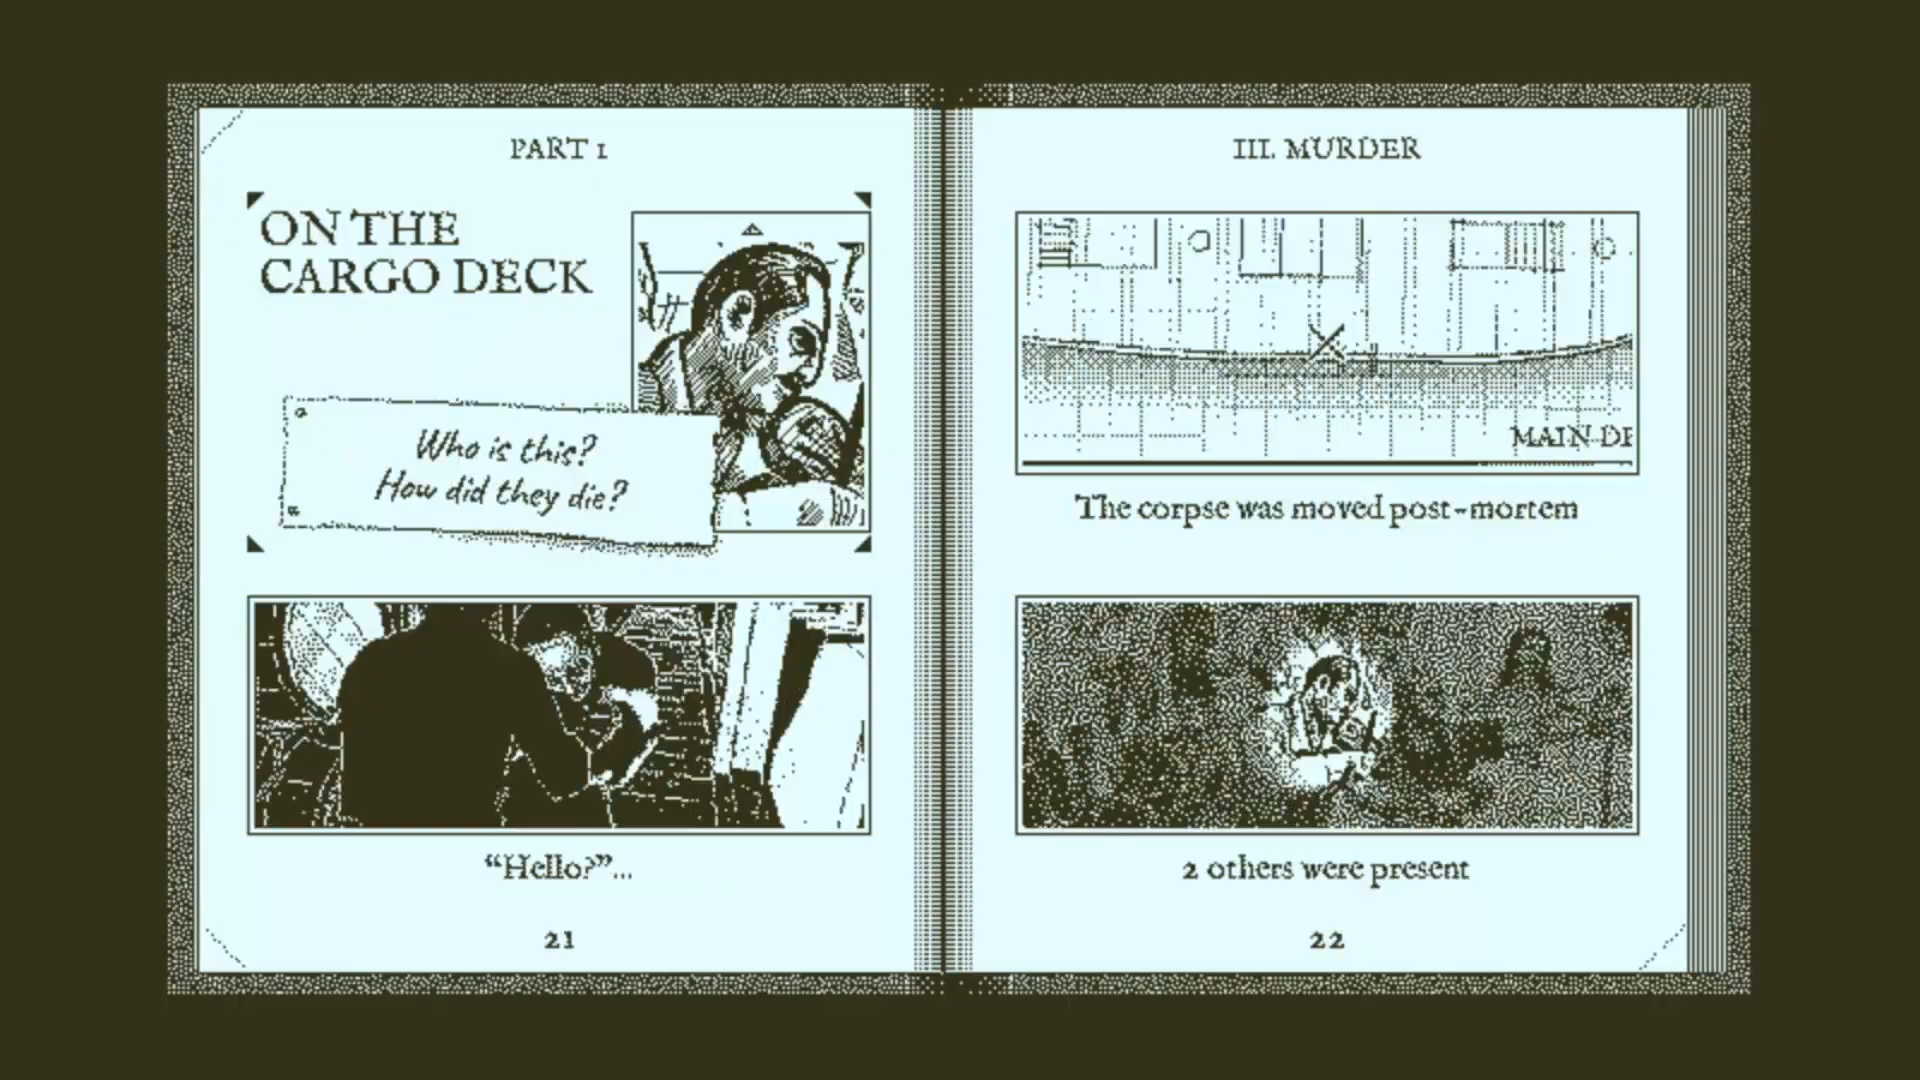 PART 1
ON THE
CARGO DECK
Who is this?
How did they die?
“Hello?”...
21
III. MURDER
MAIN DE
The corpse was moved post-mortem
2 others were present
22